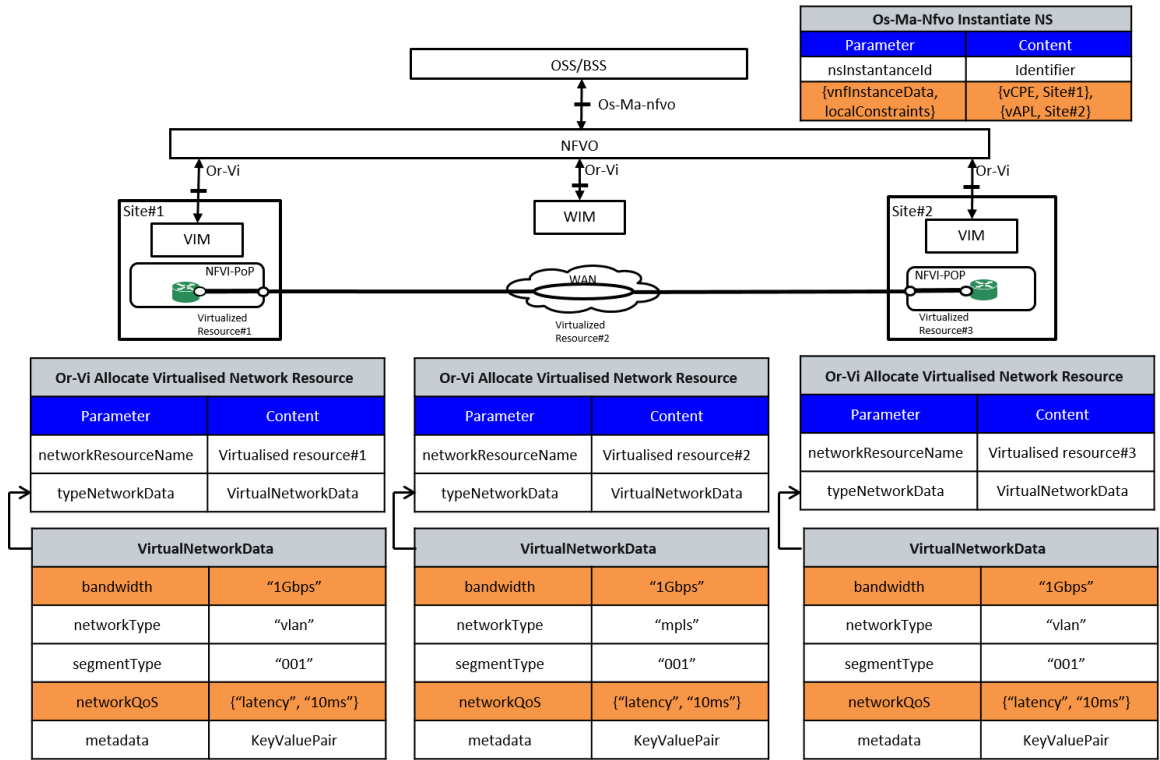 Os-Ma-Nfvo Instantiate NS
Parameter Content
nsInstantanceId Identifier
{vnfInstanceData, {vCPE, Site#1},
localConstraints} {vAPL, Site#2}
OSS/BSS
Os-Ma-nfvo
NFVO
Or-Vi Or-Vi Or-Vi
Site#1
VIM
NFVI-PoP
Virtualized
Resource#1
WIM
WAN
Virtualized
Resource#2
Site#2
VIM
NFVI-POP
Virtualized
Resource#3
Or-Vi Allocate Virtualised Network Resource
Parameter Content
networkResourceName Virtualised resource#1
typeNetworkData VirtualNetworkData
VirtualNetworkData
bandwidth “1Gbps”
networkType “vlan”
segmentType “001”
networkQoS {“latency”, “10ms”}
metadata KeyValuePair
Or-Vi Allocate Virtualised Network Resource
Parameter Content
networkResourceName Virtualised resource#2
typeNetworkData VirtualNetworkData
VirtualNetworkData
bandwidth “1Gbps”
networkType “mpls”
segmentType “001”
networkQoS {“latency”, “10ms”}
metadata KeyValuePair
Or-Vi Allocate Virtualised Network Resource
Parameter Content
networkResourceName Virtualised resource#3
typeNetworkData VirtualNetworkData
VirtualNetworkData
bandwidth “1Gbps”
networkType “vlan”
segmentType “001”
networkQoS {“latency”, “10ms”}
metadata KeyValuePair